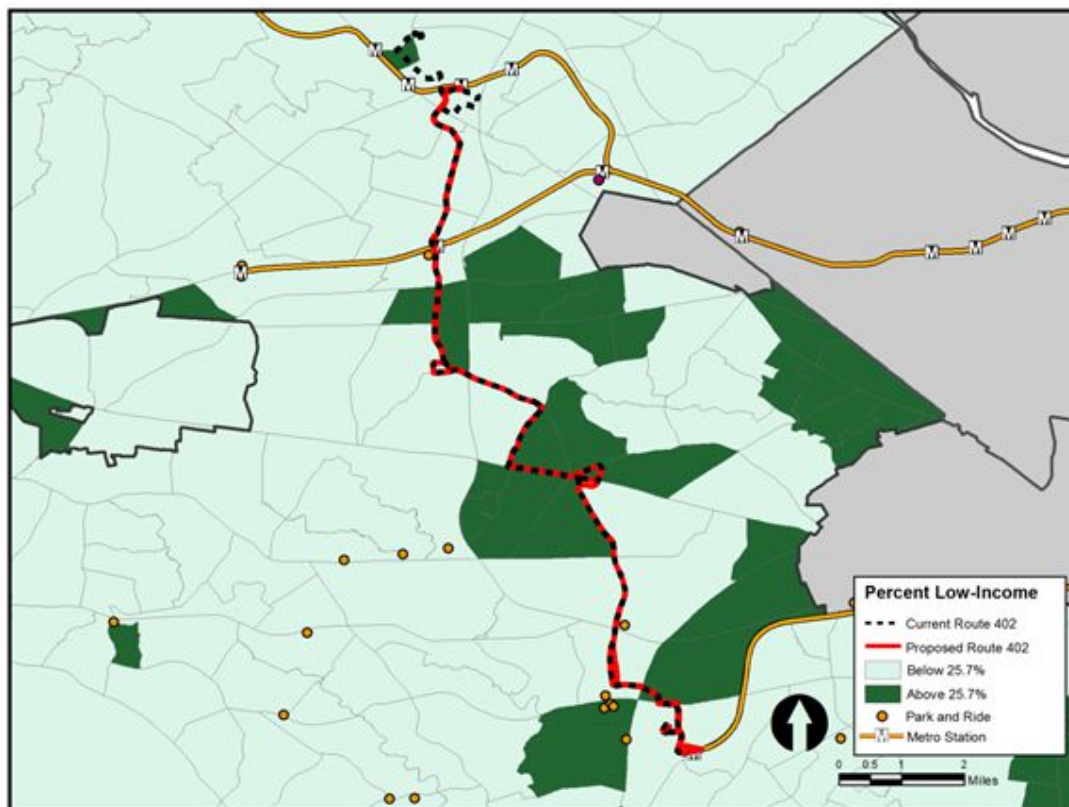 M
M
M
M
M
M
M
M
M
M
M
M
Percent Low-Income
Current Route 402
Proposed Route 402
Below 25.7%
Above 25.7%
Park and Ride
M Metro Station
0 0.5 1 2
Miles